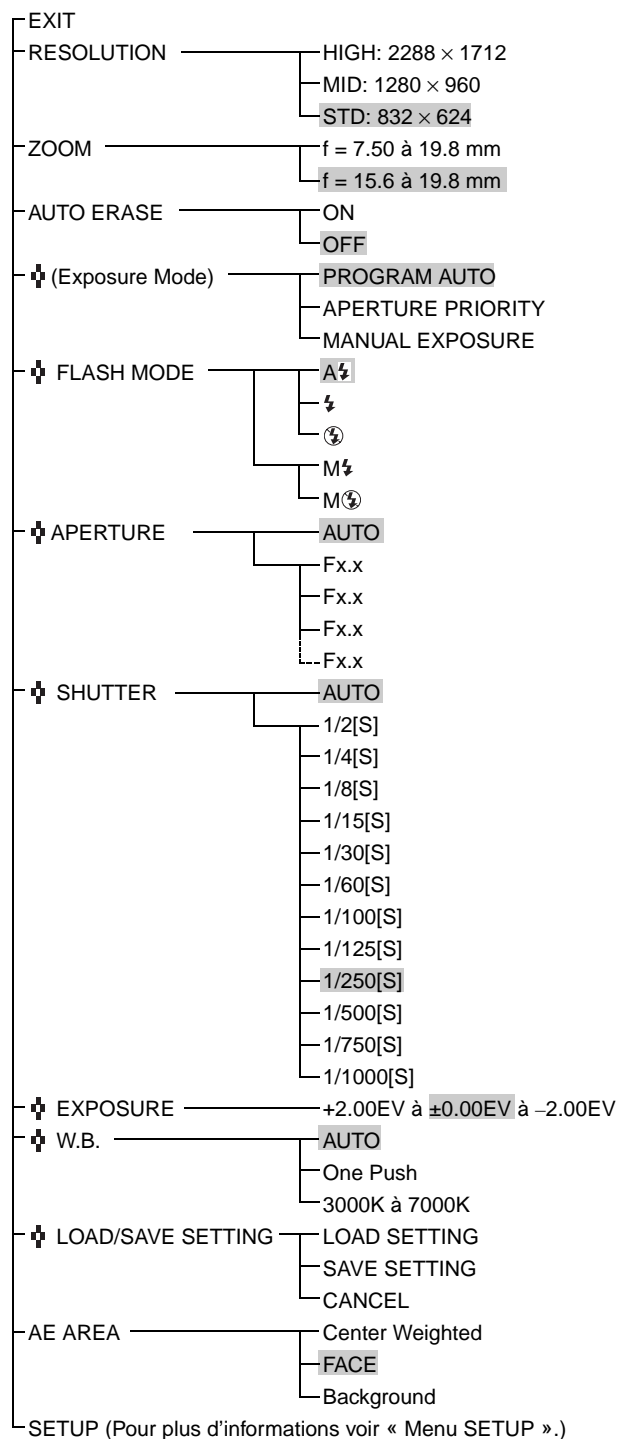 EXIT
RESOLUTION HIGH: 2288 × 1712
MID: 1280 × 960
STD: 832 × 624
ZOOM f = 7.50 à 19.8 mm
f = 15.6 à 19.8 mm
AUTO ERASE ON
OFF
(Exposure Mode) PROGRAM AUTO
APERTURE PRIORITY
MANUAL EXPOSURE
FLASH MODE A
M
M
APERTURE AUTO
Fx.x
Fx.x
Fx.x
Fx.x
SHUTTER AUTO
1/2[S]
1/4[S]
1/8[S]
1/15[S]
1/30[S]
1/60[S]
1/100[S]
1/125[S]
1/250[S]
1/500[S]
1/750[S]
1/1000[S]
EXPOSURE +2.00EV à ±0.00EV à –2.00EV
W.B. AUTO
One Push
3000K à 7000K
LOAD/SAVE SETTING LOAD SETTING
SAVE SETTING
CANCEL
AE AREA Center Weighted
FACE
Background
SETUP (Pour plus d'informations voir « Menu SETUP ».)